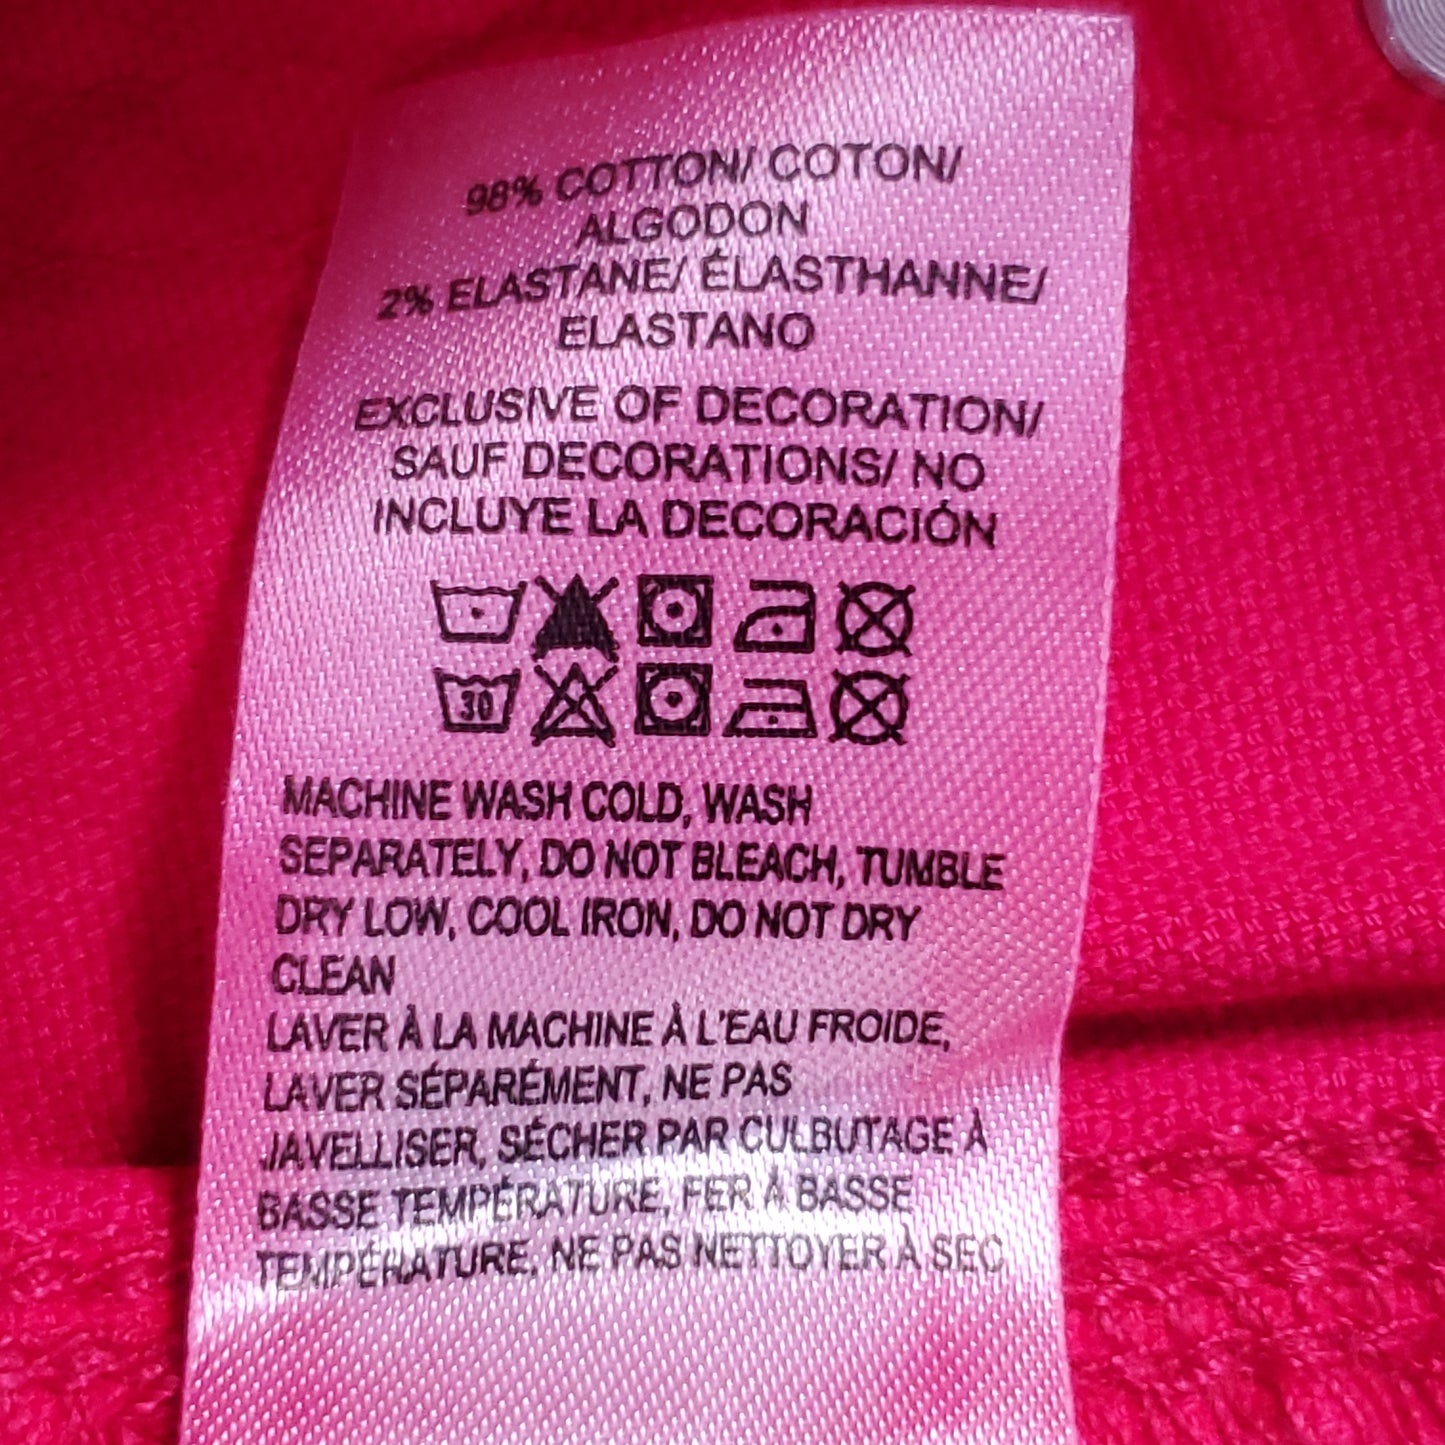 98% COTTON/ COTON/
ALGODON
2% ELASTANE/ ÉLASTHANNE/
ELASTANO
EXCLUSIVE OF DECORATION/
SAUF DECORATIONS/ NO
INCLUYE LA DECORACIÓN
30
MACHINE WASH COLD, WASH
SEPARATELY, DO NOT BLEACH, TUMBLE
DRY LOW, COOL IRON, DO NOT DRY
CLEAN
LAVER À LA MACHINE À L'EAU FROIDE,
LAVER SÉPARÉMENT, NE PAS
JAVELLISER, SÉCHER PAR CULBUTAGE À
BASSE TEMPÉRATURE, FER À BASSE
TEMPÉRATURE, NE PAS NETTOYER À SEC